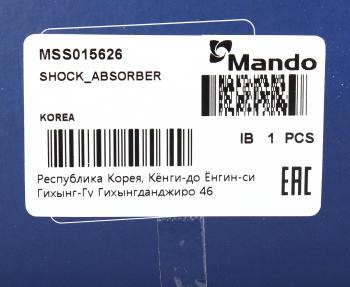 MSS015626
Mando
SHOCK_ABSORBER
KOREA
IB 1 PCS
Республика Корея, Кёнги-до Ёнгин-си
Гихынг-Гу Гихынгданджиро 46
EAC